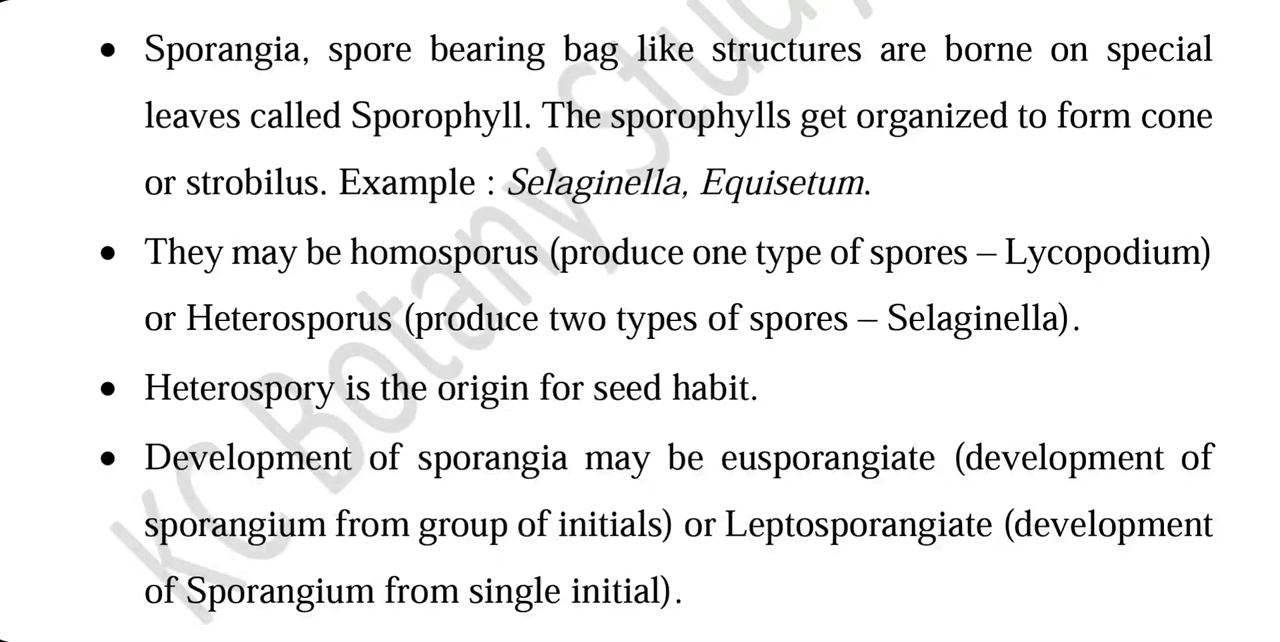 • Sporangia, spore bearing bag like structures are borne on special
leaves called Sporophyll. The sporophylls get organized to form cone
or strobilus. Example : Selaginella, Equisetum.
• They may be homosporus (produce one type of spores – Lycopodium)
or Heterosporus (produce two types of spores – Selaginella).
• Heterospory is the origin for seed habit.
• Development of sporangia may be eusporangiate (development of
sporangium from group of initials) or Leptosporangiate (development
of Sporangium from single initial).
KC Botany